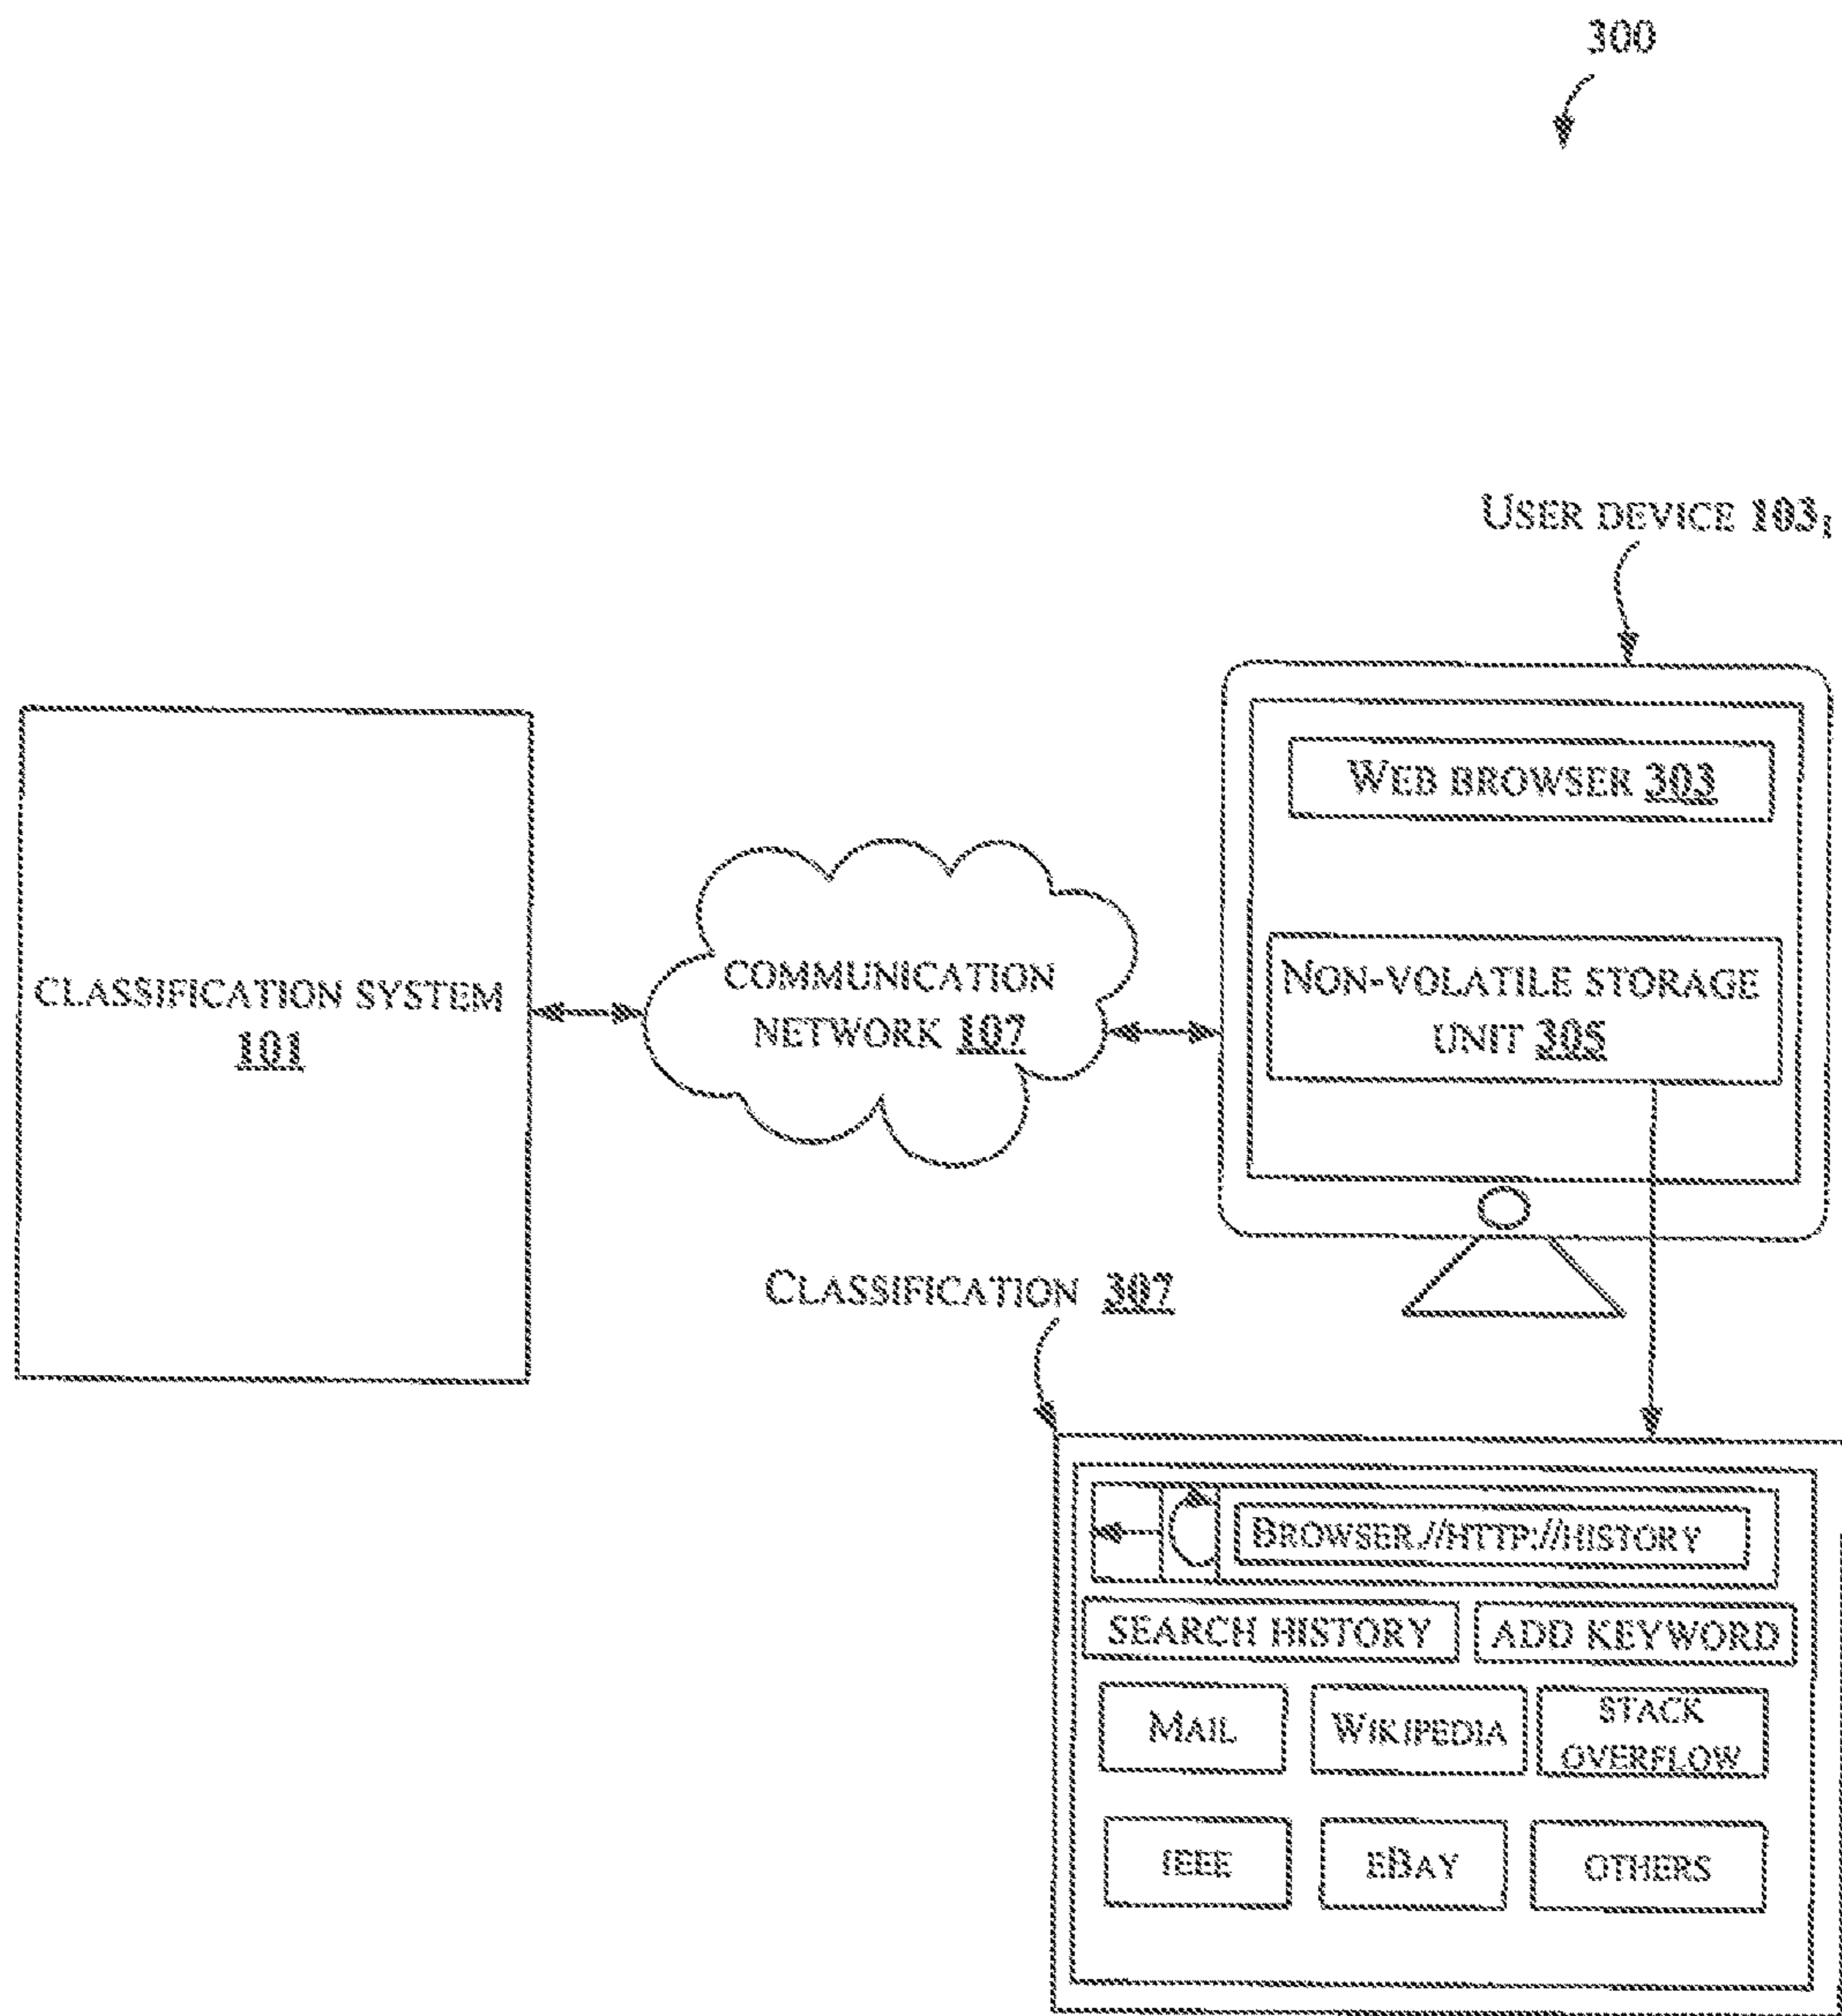 300
USER DEVICE 103₁
WEB BROWSER 303
NON-VOLATILE STORAGE
UNIT 305
COMMUNICATION
NETWORK 107
CLASSIFICATION SYSTEM
101
CLASSIFICATION 307
BROWSER.//HTTP://HISTORY
SEARCH HISTORY ADD KEYWORD
MAIL WIKIPEDIA STACK
OVERFLOW
IEEE EBAY OTHERS